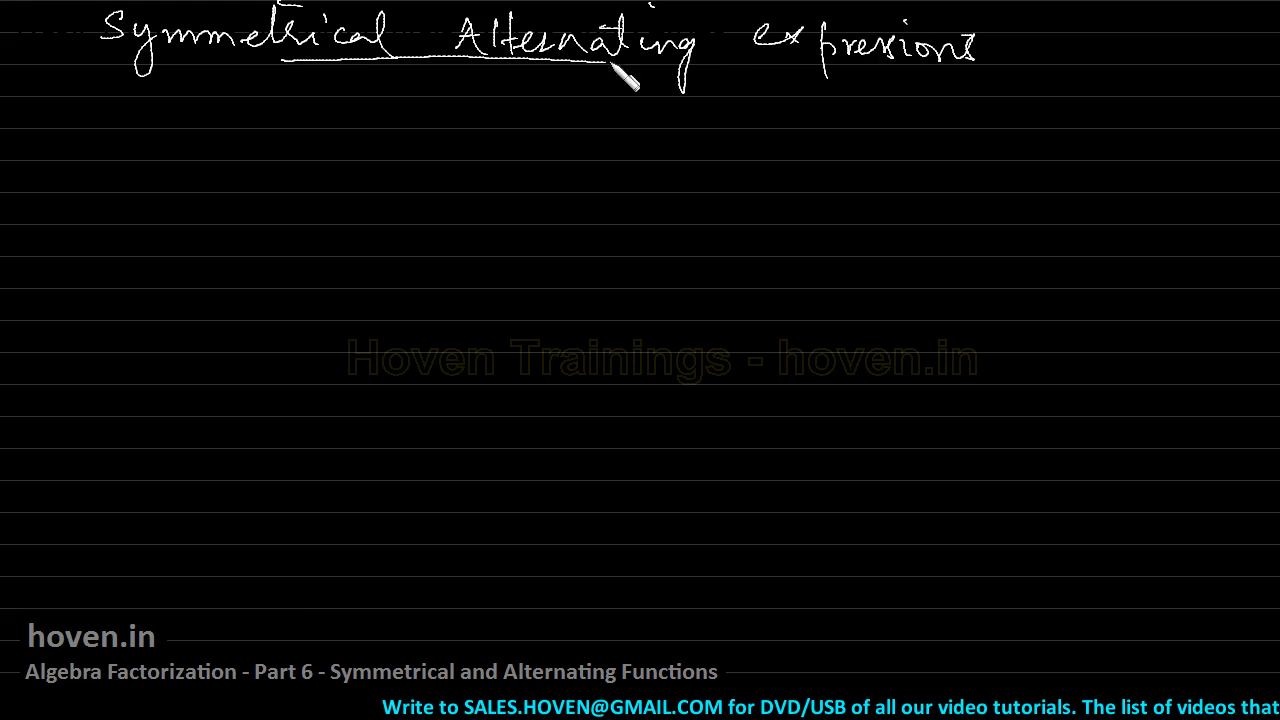 Symmetrical Alternating expressions
Hoven Trainings - hoven.in
hoven.in
Algebra Factorization - Part 6 - Symmetrical and Alternating Functions
Write to SALES.HOVEN@GMAIL.COM for DVD/USB of all our video tutorials. The list of videos that